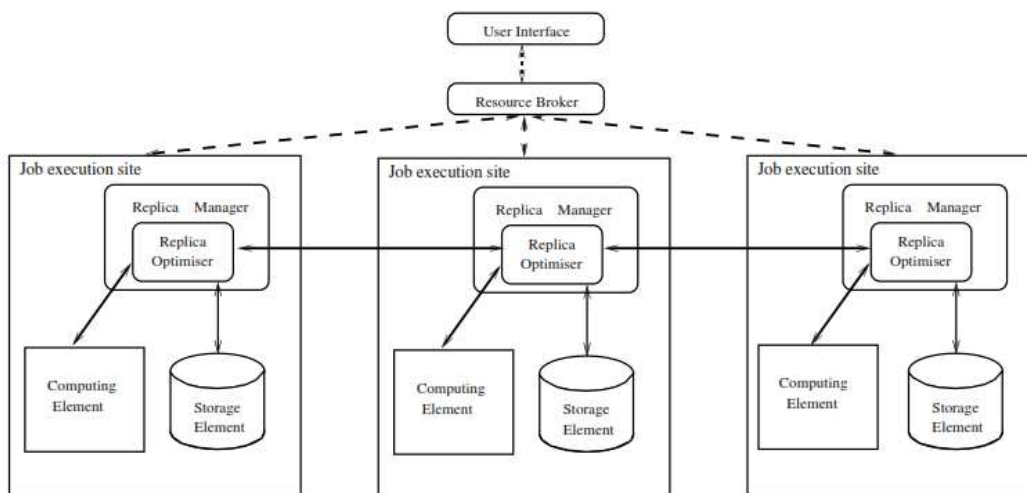 User Interface
Resource Broker
Job execution site
Replica Manager
Replica
Optimiser
Computing
Element
Storage
Element
Job execution site
Replica Manager
Replica
Optimiser
Computing
Element
Storage
Element
Job execution site
Replica Manager
Replica
Optimiser
Computing
Element
Storage
Element